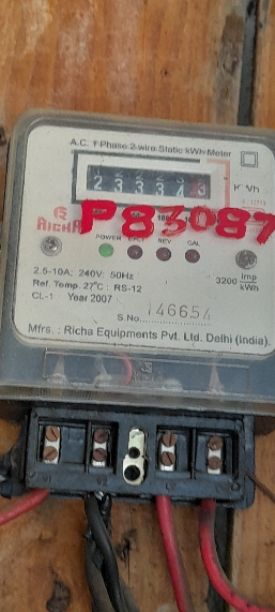 A.C. 1 Phase 2-wire Static kWh Meter
2 3 3 3 4 3
kWh
RICHA
P83087
POWER REV CAL
2.5-10A: 240V: 50Hz
Ref. Temp. 27°C: RS-12
CL-1 Year 2007
3200 imp/kWh
S.No. 146654
Mfrs. : Richa Equipments Pvt. Ltd. Delhi (India).